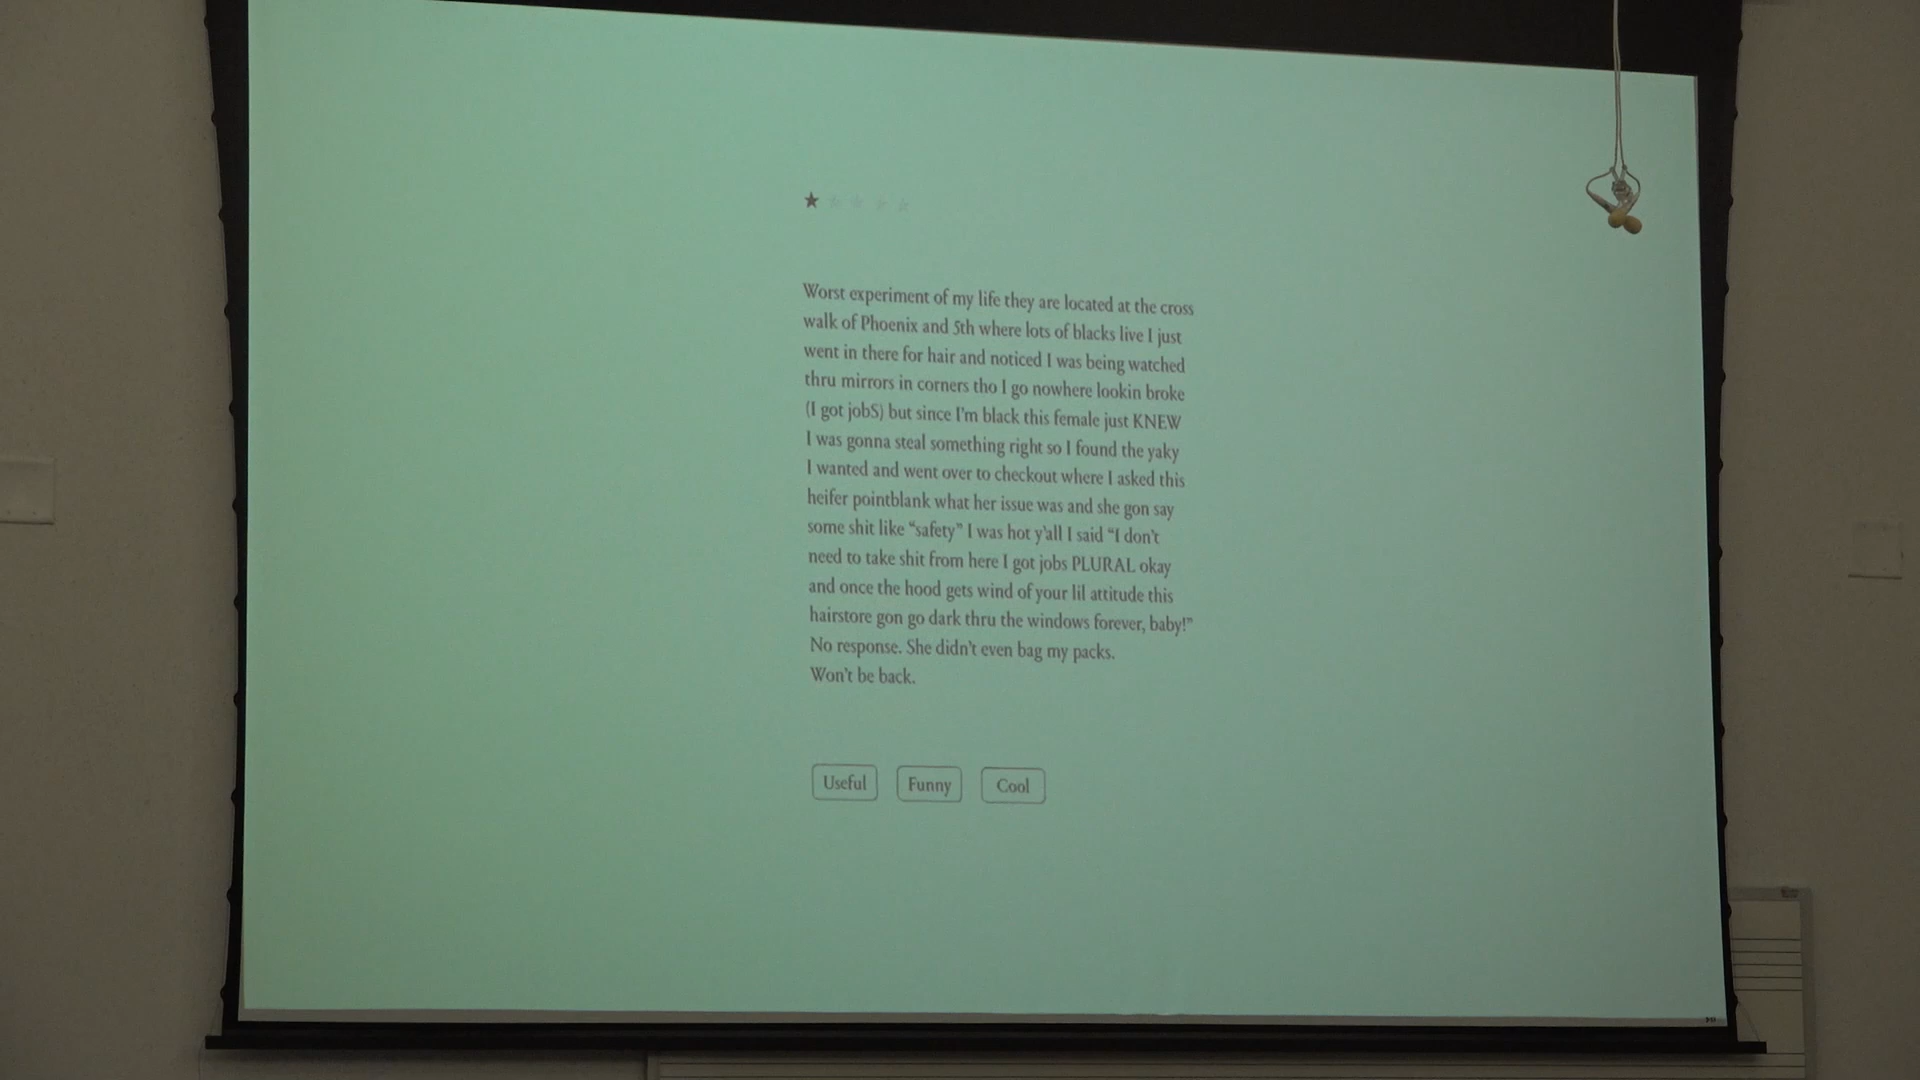 Worst experiment of my life they are located at the cross
walk of Phoenix and 5th where lots of blacks live I just
went in there for hair and noticed I was being watched
thru mirrors in corners tho I go nowhere lookin broke
(I got jobS) but since I'm black this female just KNEW
I was gonna steal something right so I found the yaky
I wanted and went over to checkout where I asked this
heifer pointblank what her issue was and she gon say
some shit like “safety” I was hot y'all I said “I don't
need to take shit from here I got jobs PLURAL okay
and once the hood gets wind of your lil attitude this
hairstore gon go dark thru the windows forever, baby!”
No response. She didn't even bag my packs.
Won't be back.
Useful Funny Cool